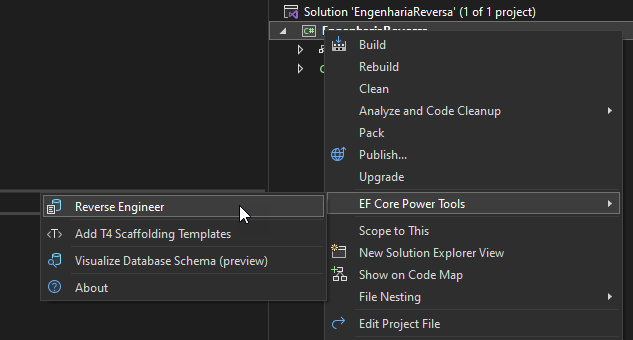 Solution 'EngenhariaReversa' (1 of 1 project)
C# EngenhariaReversa
Build
Rebuild
Clean
Analyze and Code Cleanup
Pack
Publish...
Upgrade
EF Core Power Tools
Reverse Engineer
Add T4 Scaffolding Templates
Visualize Database Schema (preview)
About
Scope to This
New Solution Explorer View
Show on Code Map
File Nesting
Edit Project File